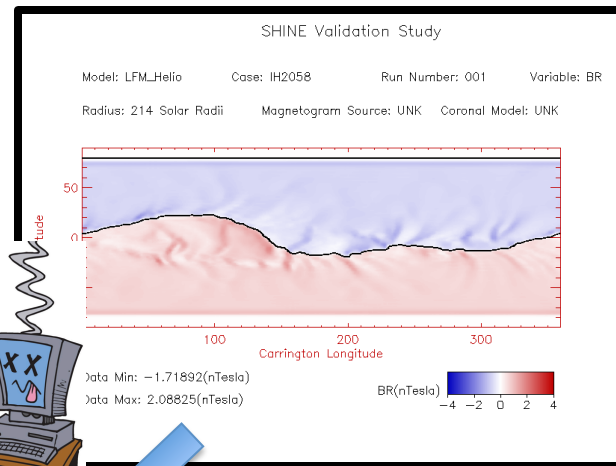 SHINE Validation Study
Model: LFM_Helio Case: IH2058 Run Number: 001 Variable: BR
Radius: 214 Solar Radii Magnetogram Source: UNK Coronal Model: UNK
50
0
100 200 300
Carrington Longitude
Data Min: -1.71892(nTesla)
Data Max: 2.08825(nTesla)
BR(nTesla)
-4 -2 0 2 4
X X